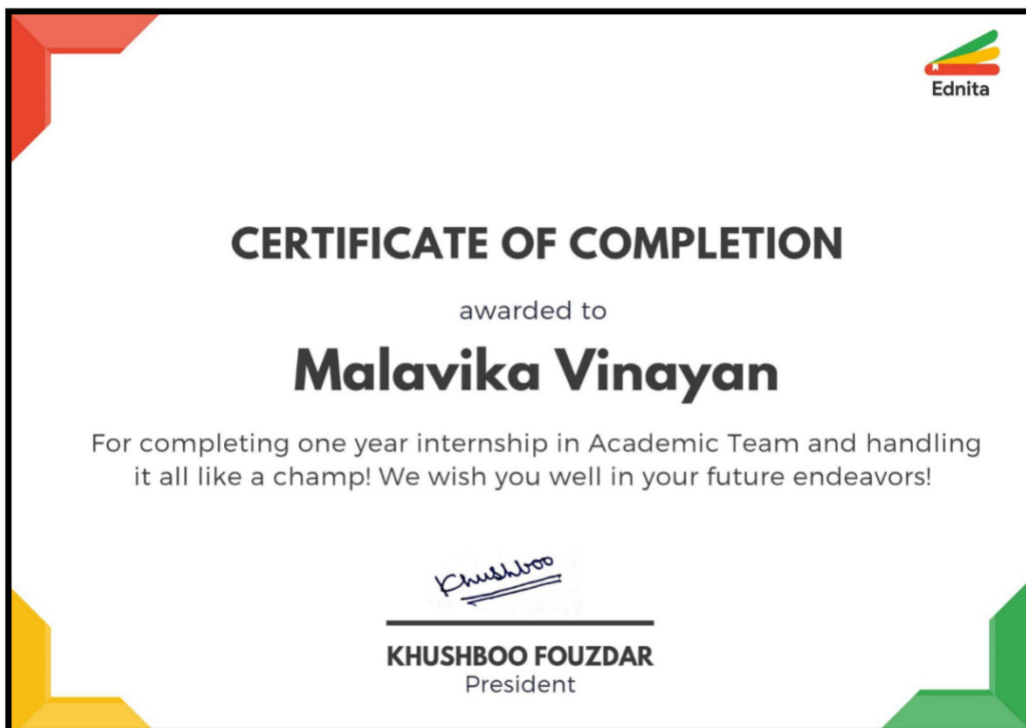 Ednita
CERTIFICATE OF COMPLETION
awarded to
Malavika Vinayan
For completing one year internship in Academic Team and handling
it all like a champ! We wish you well in your future endeavors!
Khushboo
KHUSHBOO FOUZDAR
President